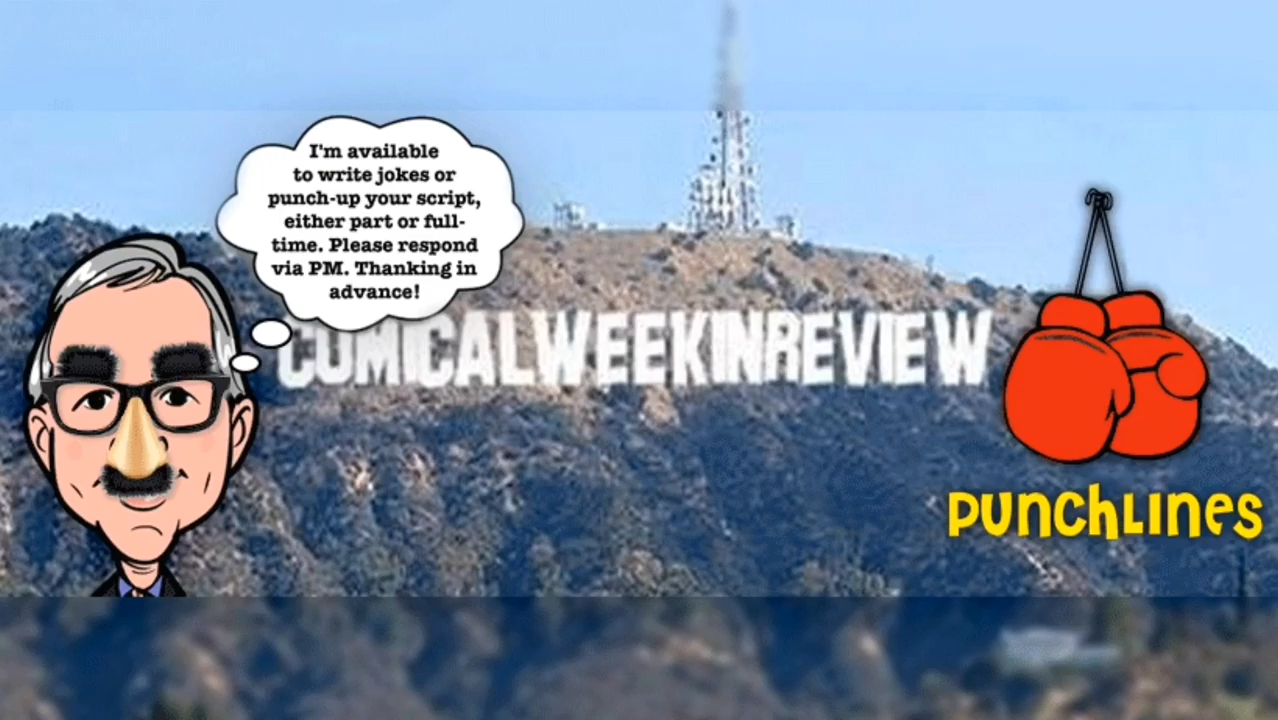 I'm available
to write jokes or
punch-up your script,
either part or full-
time. Please respond
via PM. Thanking in
advance!
COMICALWEEKINREVIEW
PUNCHLINES